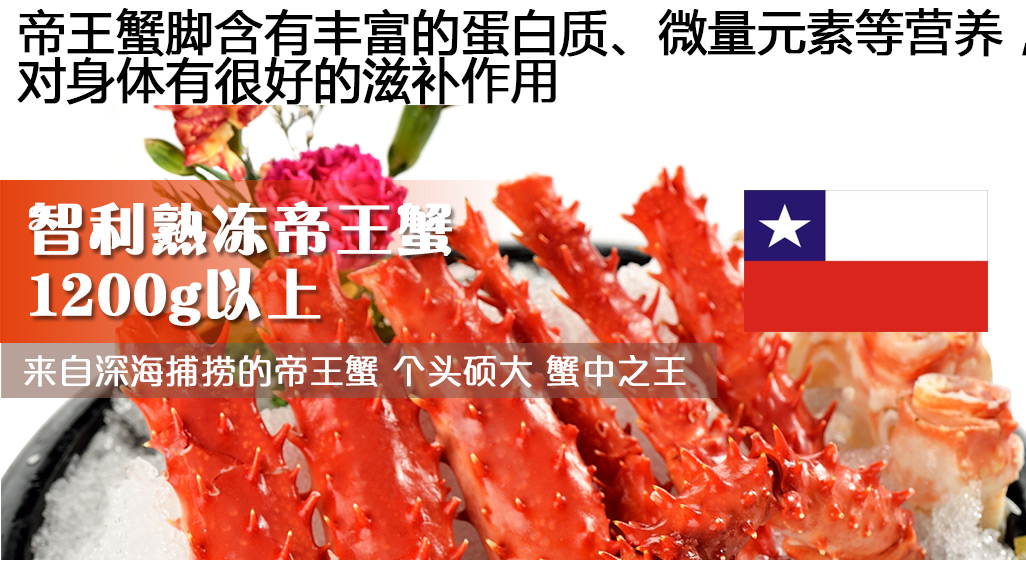 帝王蟹脚含有丰富的蛋白质、微量元素等营养，
对身体有很好的滋补作用
智利熟冻帝王蟹
1200g以上
来自深海捕捞的帝王蟹 个头硕大 蟹中之王